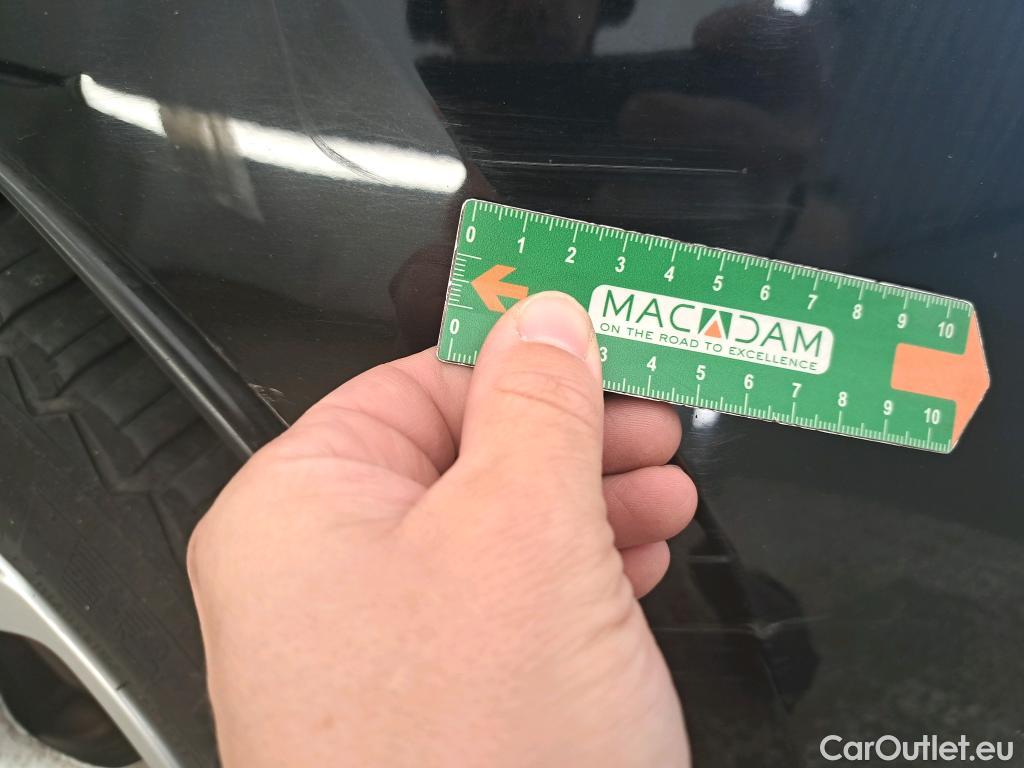 0 1 2 3 4 5 6 7 8 9 10
MACADAM
ON THE ROAD TO EXCELLENCE
0 3 4 5 6 7 8 9 10
CarOutlet.eu